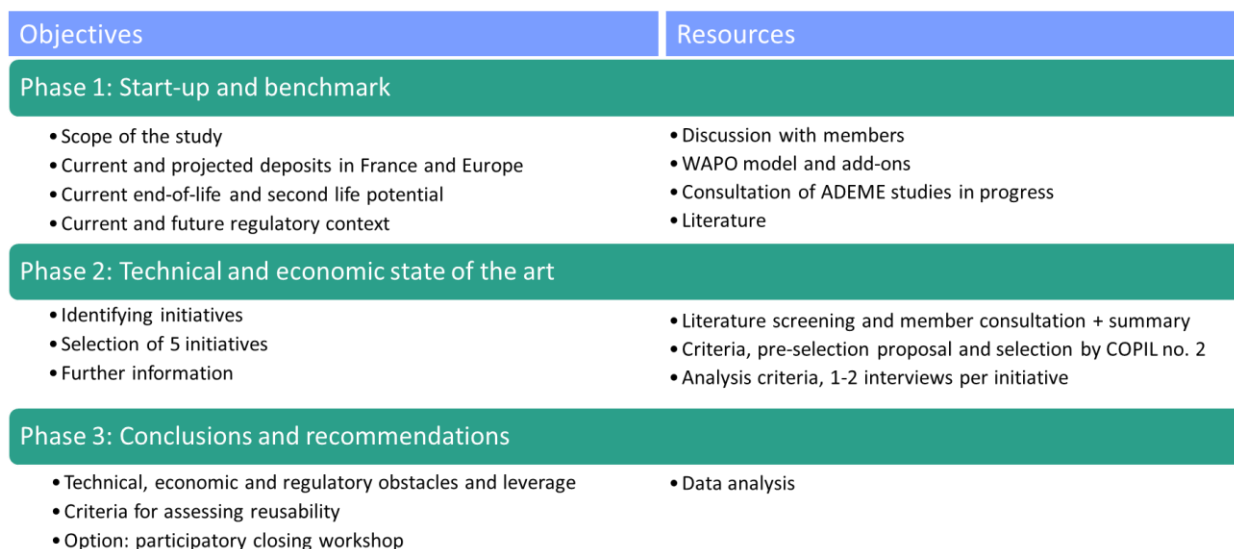 Objectives
Resources
Phase 1: Start-up and benchmark
• Scope of the study
• Current and projected deposits in France and Europe
• Current end-of-life and second life potential
• Current and future regulatory context
• Discussion with members
• WAPO model and add-ons
• Consultation of ADEME studies in progress
• Literature
Phase 2: Technical and economic state of the art
• Identifying initiatives
• Selection of 5 initiatives
• Further information
• Literature screening and member consultation + summary
• Criteria, pre-selection proposal and selection by COPIL no. 2
• Analysis criteria, 1-2 interviews per initiative
Phase 3: Conclusions and recommendations
• Technical, economic and regulatory obstacles and leverage
• Criteria for assessing reusability
• Option: participatory closing workshop
• Data analysis